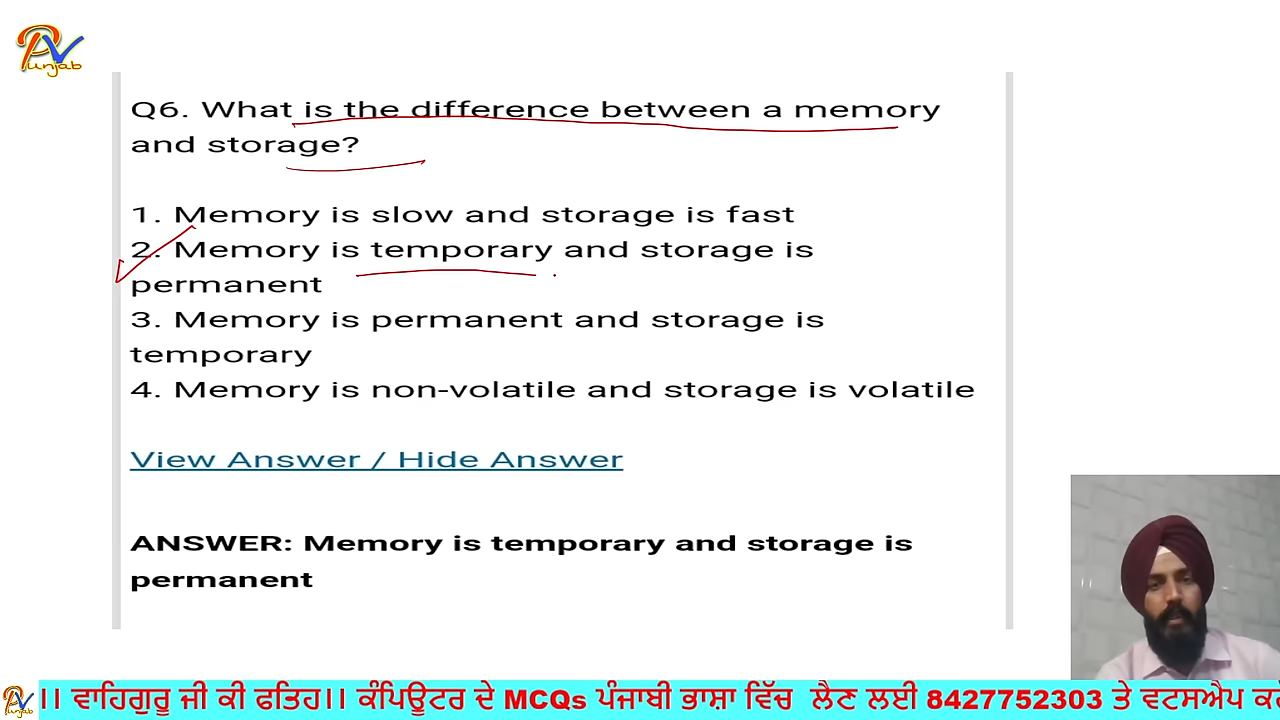 Punjab
Q6. What is the difference between a memory
and storage?
1. Memory is slow and storage is fast
2. Memory is temporary and storage is
permanent
3. Memory is permanent and storage is
temporary
4. Memory is non-volatile and storage is volatile
View Answer / Hide Answer
ANSWER: Memory is temporary and storage is
permanent
Punjab ।। ਵਾਹਿਗੁਰੂ ਜੀ ਕੀ ਫਤਿਹ।। ਕੰਪਿਊਟਰ ਦੇ MCQs ਪੰਜਾਬੀ ਭਾਸ਼ਾ ਵਿੱਚ ਲੈਣ ਲਈ 8427752303 ਤੇ ਵਟਸਐਪ